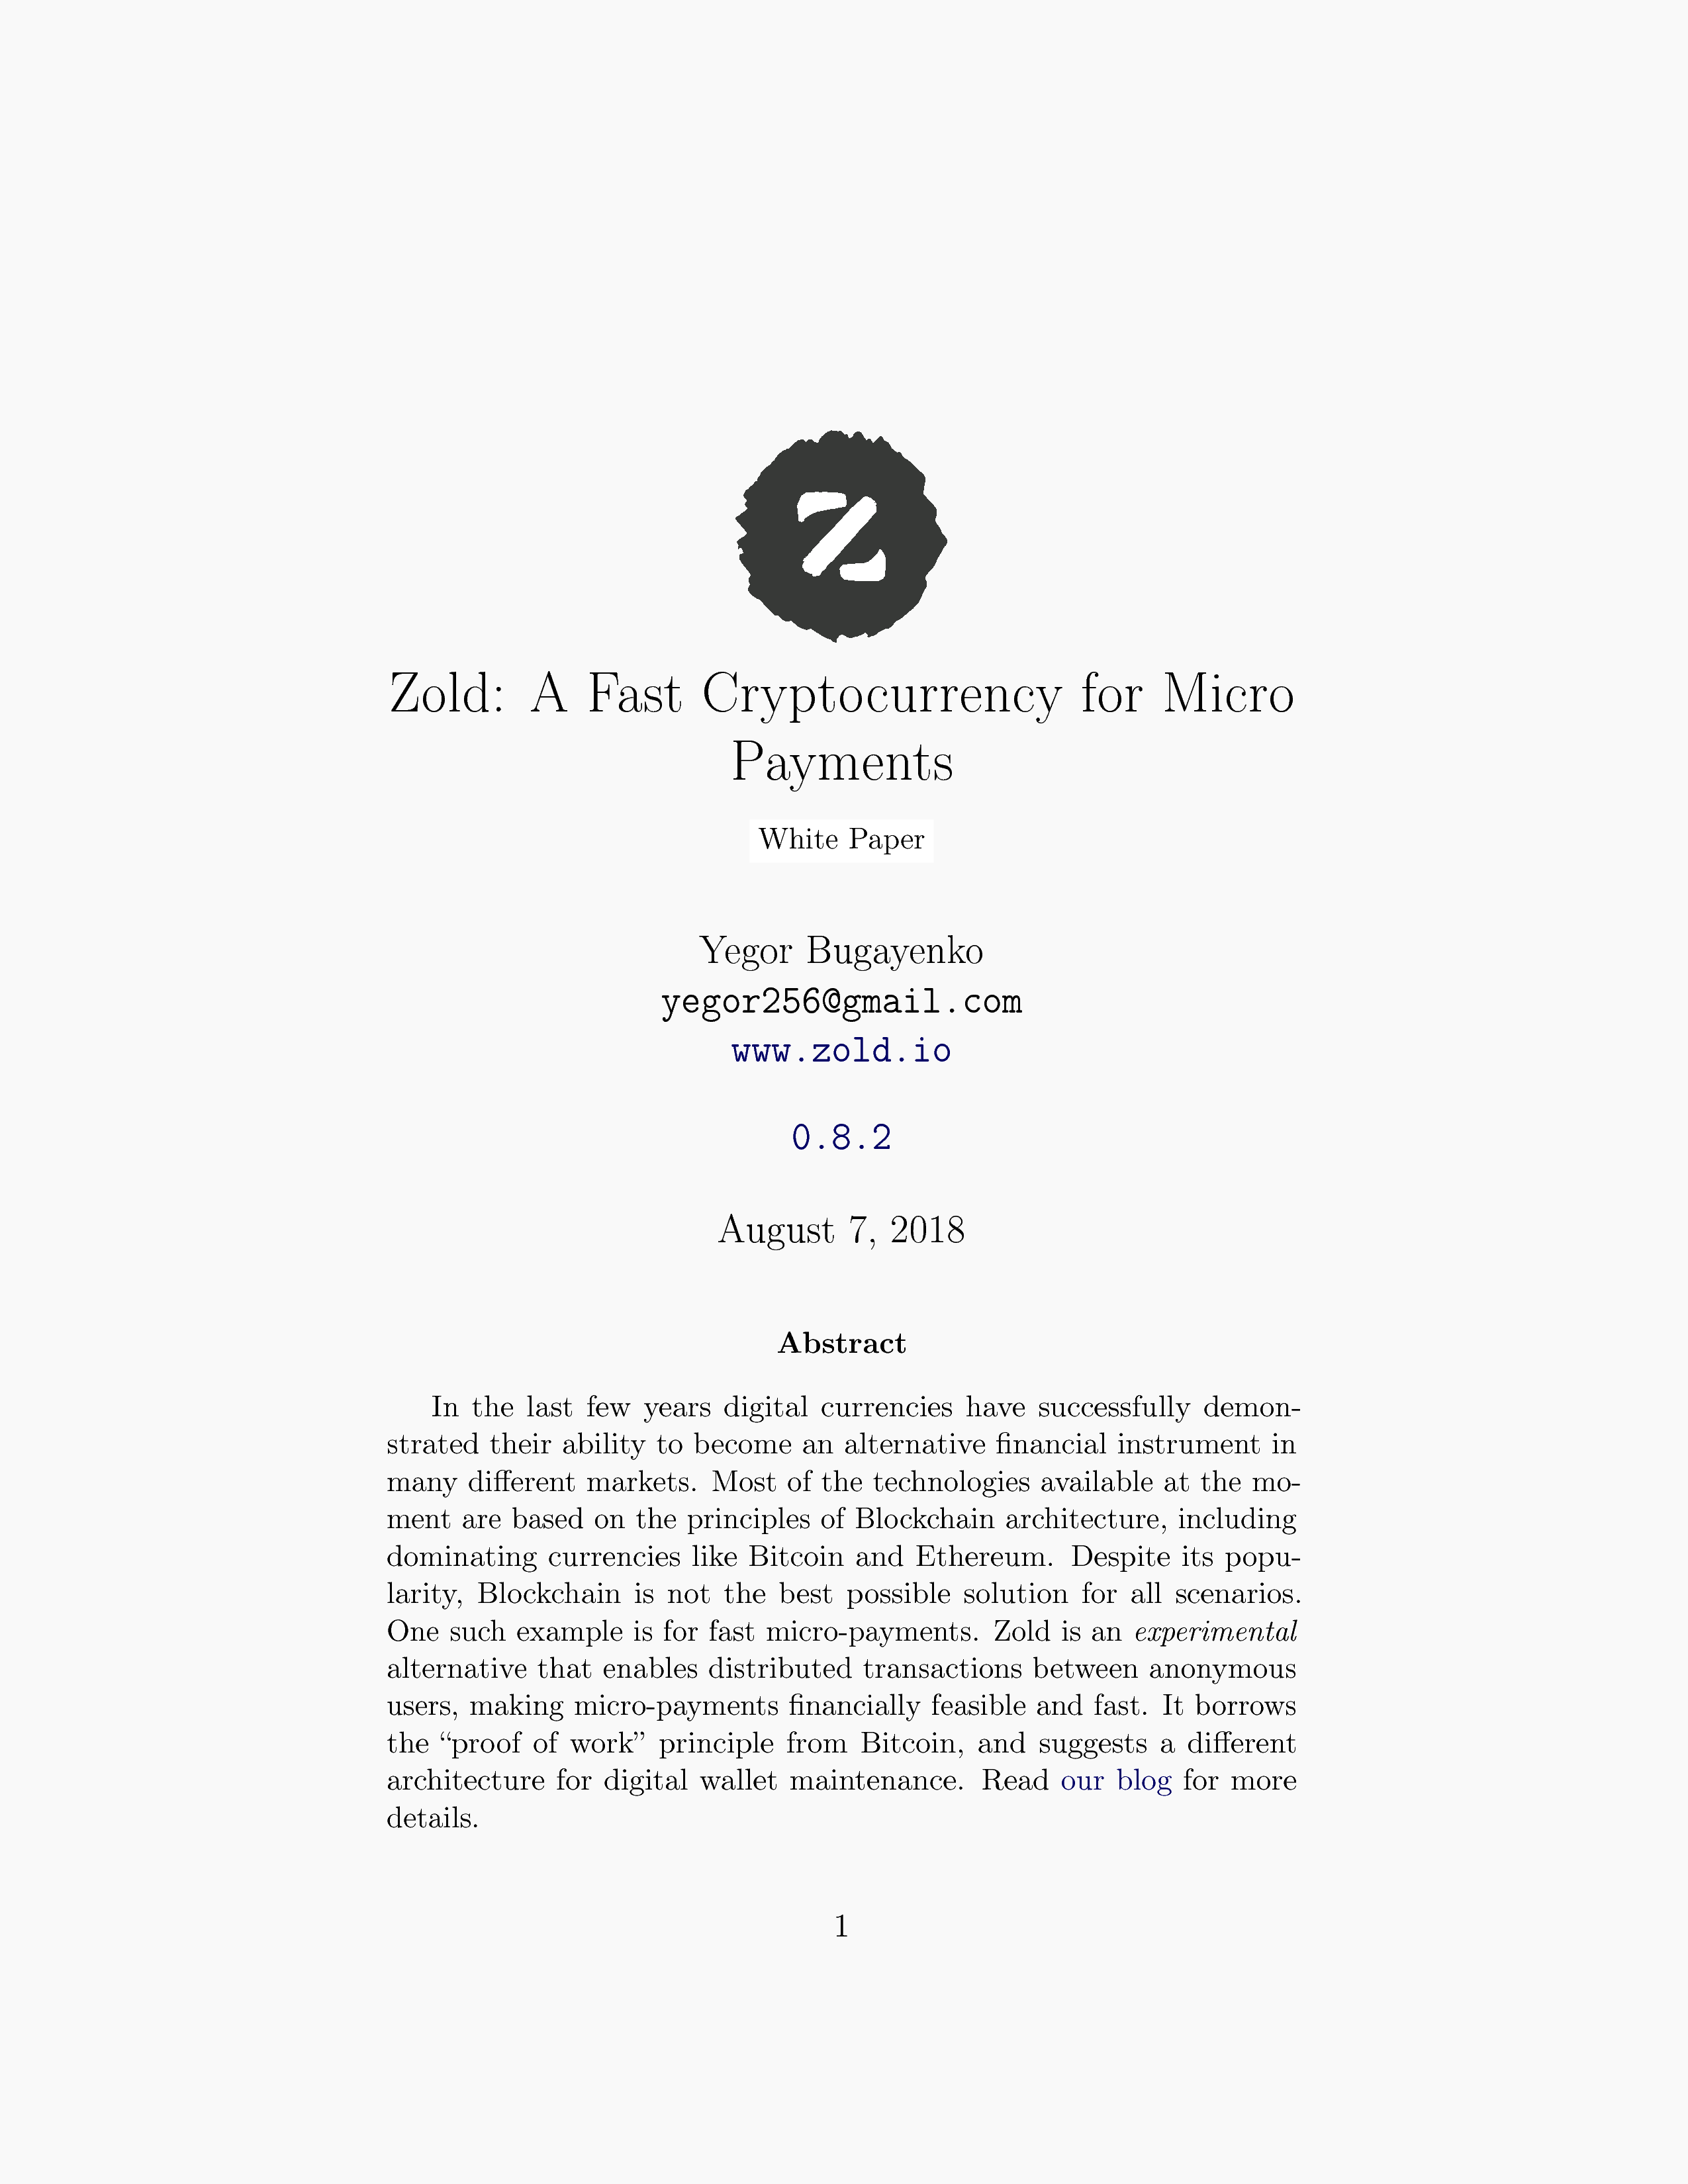 Z
Zold: A Fast Cryptocurrency for Micro
Payments
White Paper
Yegor Bugayenko
yegor256@gmail.com
www.zold.io
0.8.2
August 7, 2018
Abstract
In the last few years digital currencies have successfully demon-
strated their ability to become an alternative financial instrument in
many different markets. Most of the technologies available at the mo-
ment are based on the principles of Blockchain architecture, including
dominating currencies like Bitcoin and Ethereum. Despite its popu-
larity, Blockchain is not the best possible solution for all scenarios.
One such example is for fast micro-payments. Zold is an experimental
alternative that enables distributed transactions between anonymous
users, making micro-payments financially feasible and fast. It borrows
the “proof of work” principle from Bitcoin, and suggests a different
architecture for digital wallet maintenance. Read our blog for more
details.
1